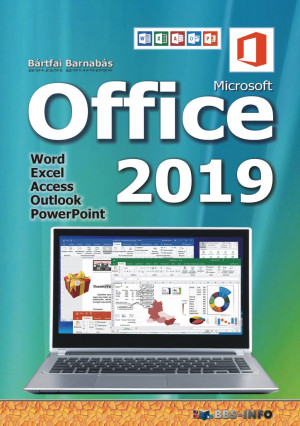 Bártfai Barnabás
Microsoft
Office
2019
Word
Excel
Access
Outlook
PowerPoint
BBS-INFO